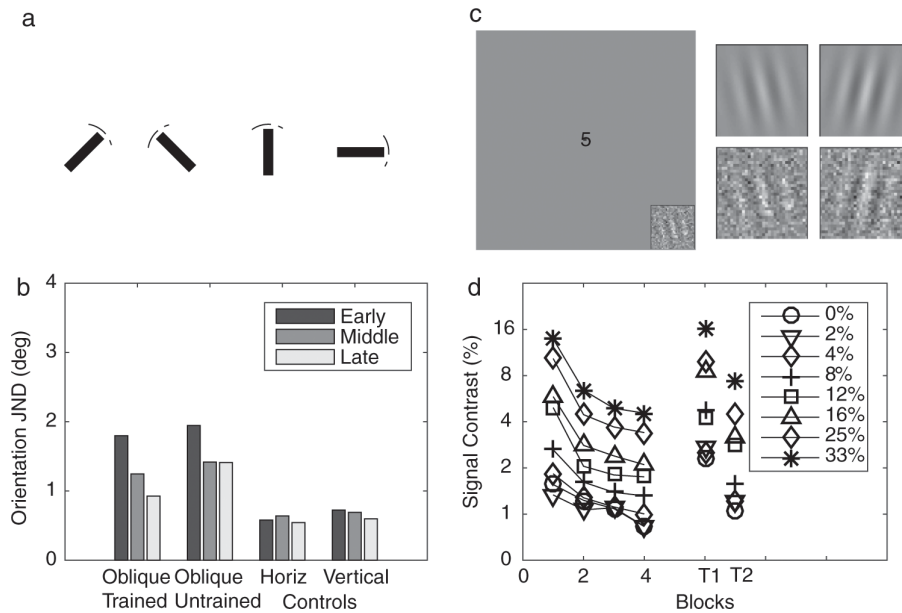 a
c
5
b
4
3
2
1
0
Orientation JND (deg)
Early
Middle
Late
Oblique Oblique Horiz Vertical
Trained Untrained Controls
d
16
8
4
2
1
0
Signal Contrast (%)
0%
2%
4%
8%
12%
16%
25%
33%
0 2 4 T1 T2
Blocks